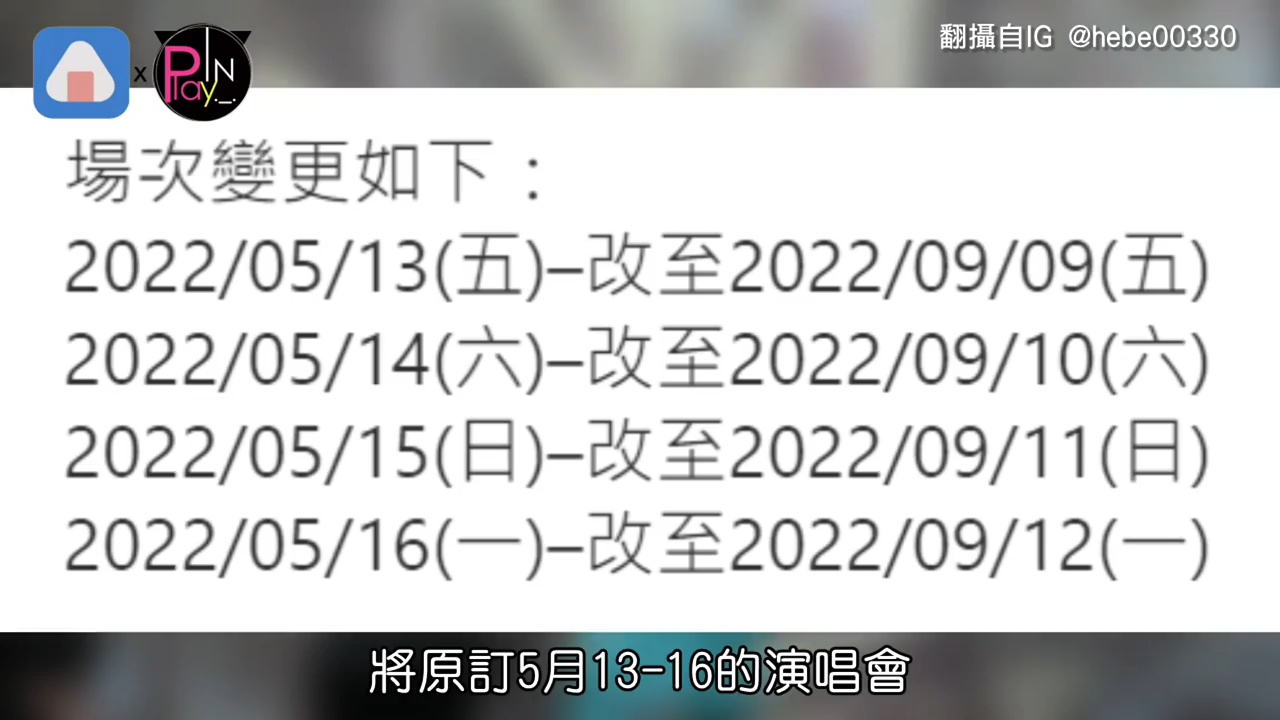 翻攝自IG @hebe00330
x
PlayIN._.
場次變更如下：
2022/05/13(五)–改至2022/09/09(五)
2022/05/14(六)–改至2022/09/10(六)
2022/05/15(日)–改至2022/09/11(日)
2022/05/16(一)–改至2022/09/12(一)
將原訂5月13-16的演唱會